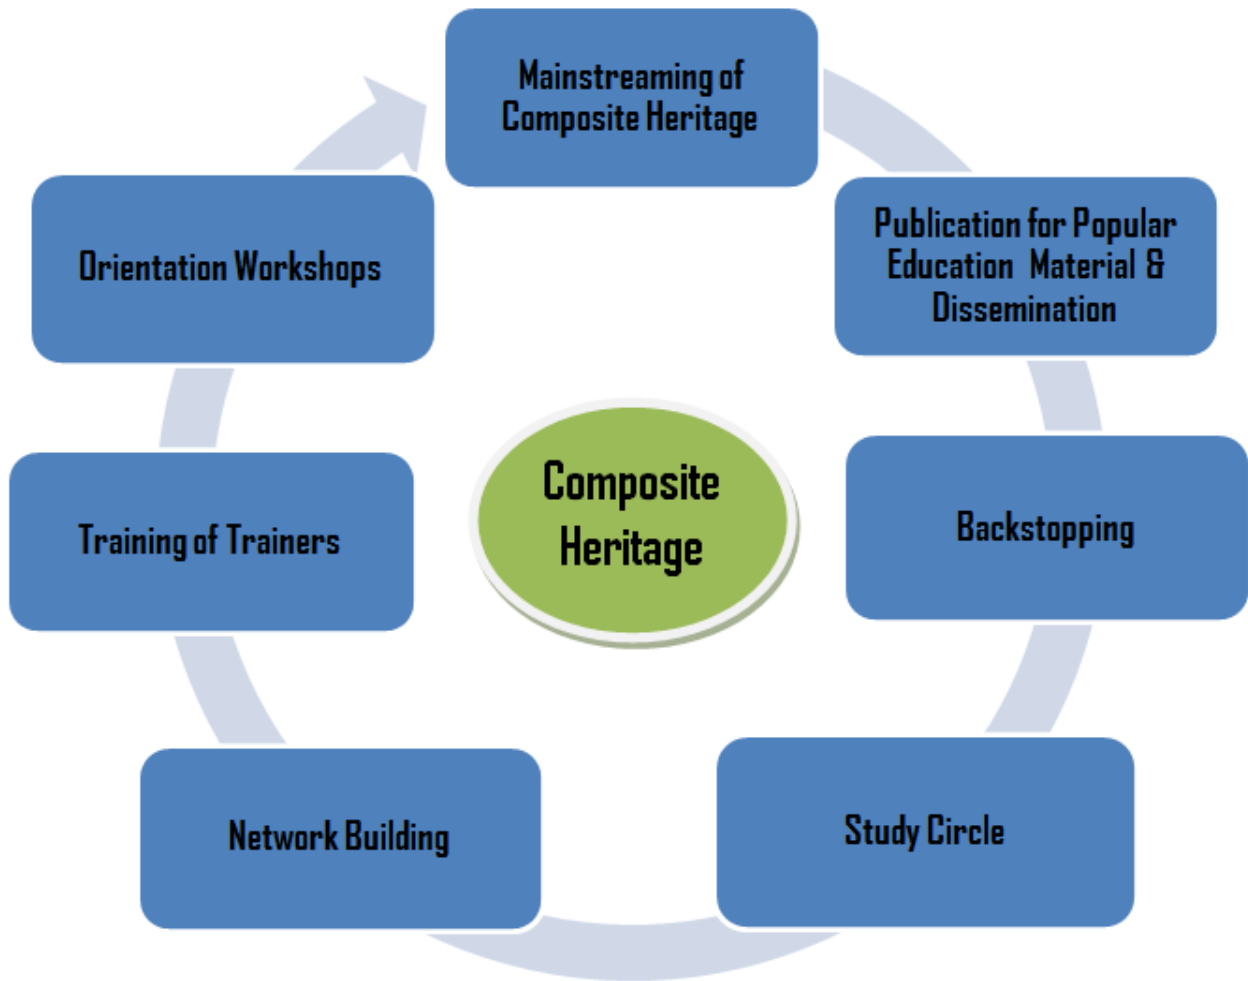 Mainstreaming of
Composite Heritage
Publication for Popular
Education Material &
Dissemination
Backstopping
Study Circle
Network Building
Training of Trainers
Orientation Workshops
Composite
Heritage